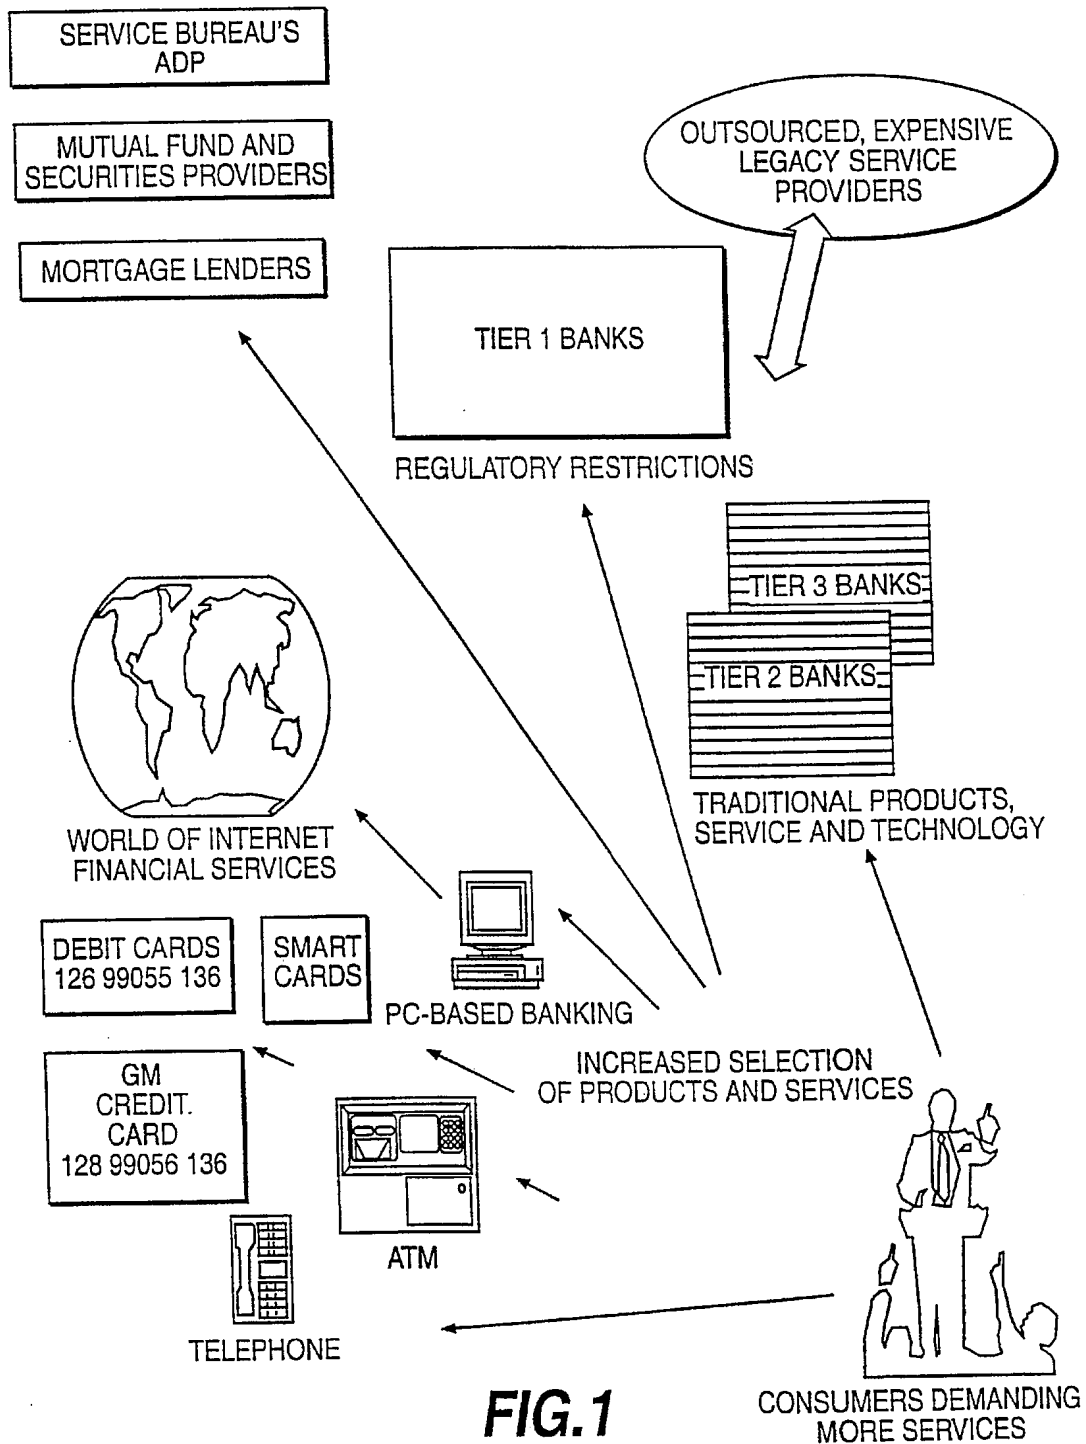 SERVICE BUREAU'S
ADP
MUTUAL FUND AND
SECURITIES PROVIDERS
MORTGAGE LENDERS
OUTSOURCED, EXPENSIVE
LEGACY SERVICE
PROVIDERS
TIER 1 BANKS
REGULATORY RESTRICTIONS
TIER 3 BANKS
TIER 2 BANKS
TRADITIONAL PRODUCTS,
SERVICE AND TECHNOLOGY
WORLD OF INTERNET
FINANCIAL SERVICES
DEBIT CARDS
126 99055 136
SMART
CARDS
PC-BASED BANKING
INCREASED SELECTION
OF PRODUCTS AND SERVICES
GM
CREDIT.
CARD
128 99056 136
ATM
TELEPHONE
CONSUMERS DEMANDING
MORE SERVICES
FIG.1